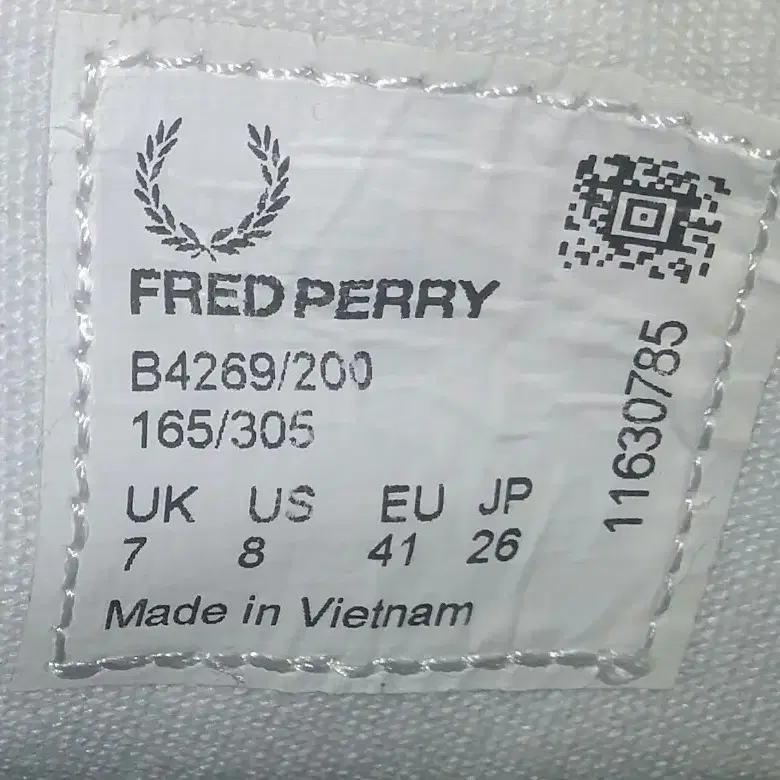 FRED PERRY
B4269/200
165/305
UK US EU JP
7 8 41 26
Made in Vietnam
11630785